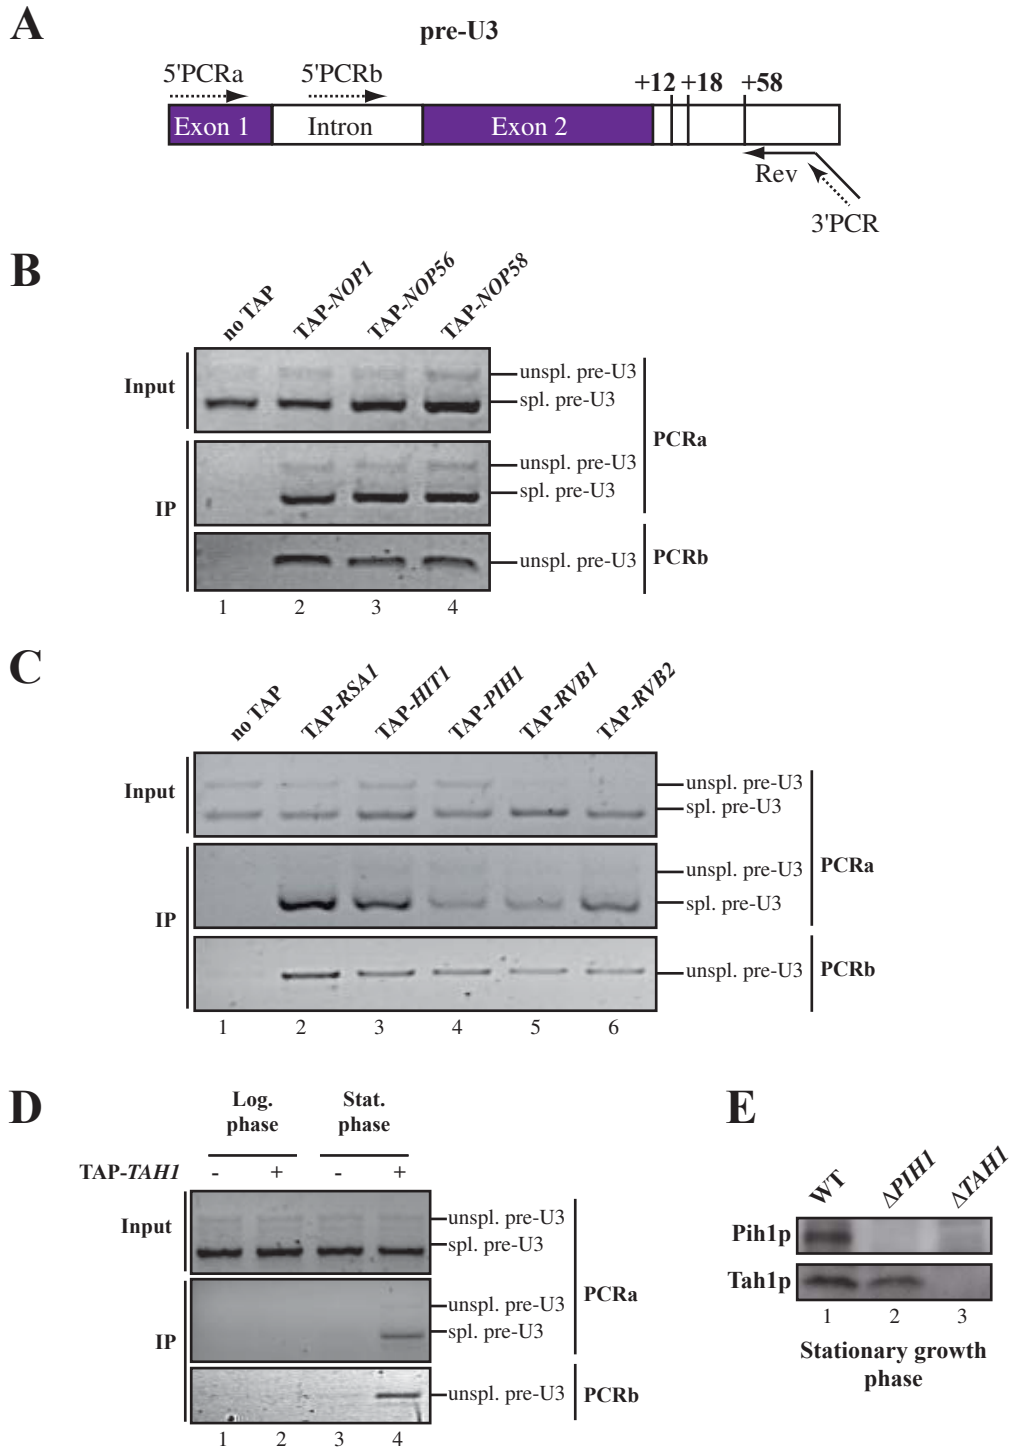 A
pre-U3
5'PCRa 5'PCRb +12 +18 +58
Exon 1 Intron Exon 2
Rev
3'PCR
B
no TAP TAP-NOP1 TAP-NOP56 TAP-NOP58
Input
unspl. pre-U3
spl. pre-U3
PCRa
unspl. pre-U3
spl. pre-U3
IP
unspl. pre-U3 PCRb
1 2 3 4
C
no TAP TAP-RSA1 TAP-HIT1 TAP-PIH1 TAP-RVB1 TAP-RVB2
Input
unspl. pre-U3
spl. pre-U3
PCRa
unspl. pre-U3
spl. pre-U3
IP
unspl. pre-U3 PCRb
1 2 3 4 5 6
D
Log. phase Stat. phase
TAP-TAH1 - + - +
Input
unspl. pre-U3
spl. pre-U3
PCRa
unspl. pre-U3
spl. pre-U3
IP
unspl. pre-U3 PCRb
1 2 3 4
E
WT ΔPIH1 ΔTAH1
Pih1p
Tah1p
1 2 3
Stationary growth
phase